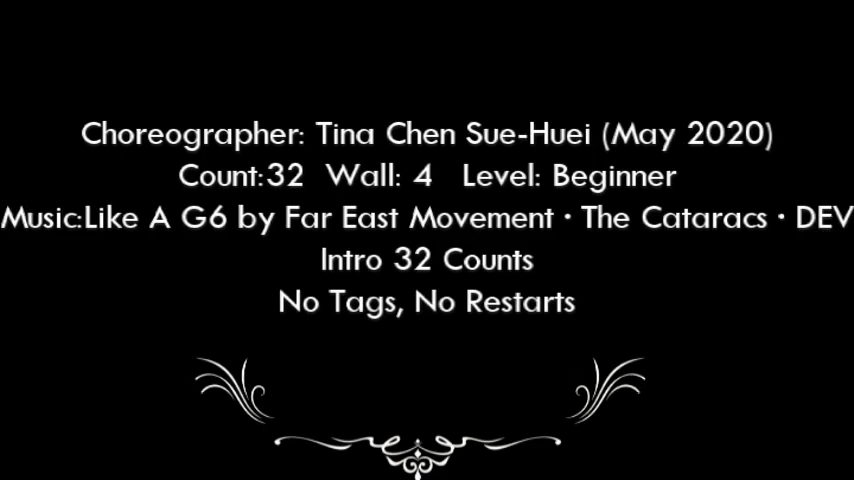 Choreographer: Tina Chen Sue-Huei (May 2020)
Count:32 Wall: 4 Level: Beginner
Music:Like A G6 by Far East Movement • The Cataracs • DEV
Intro 32 Counts
No Tags, No Restarts